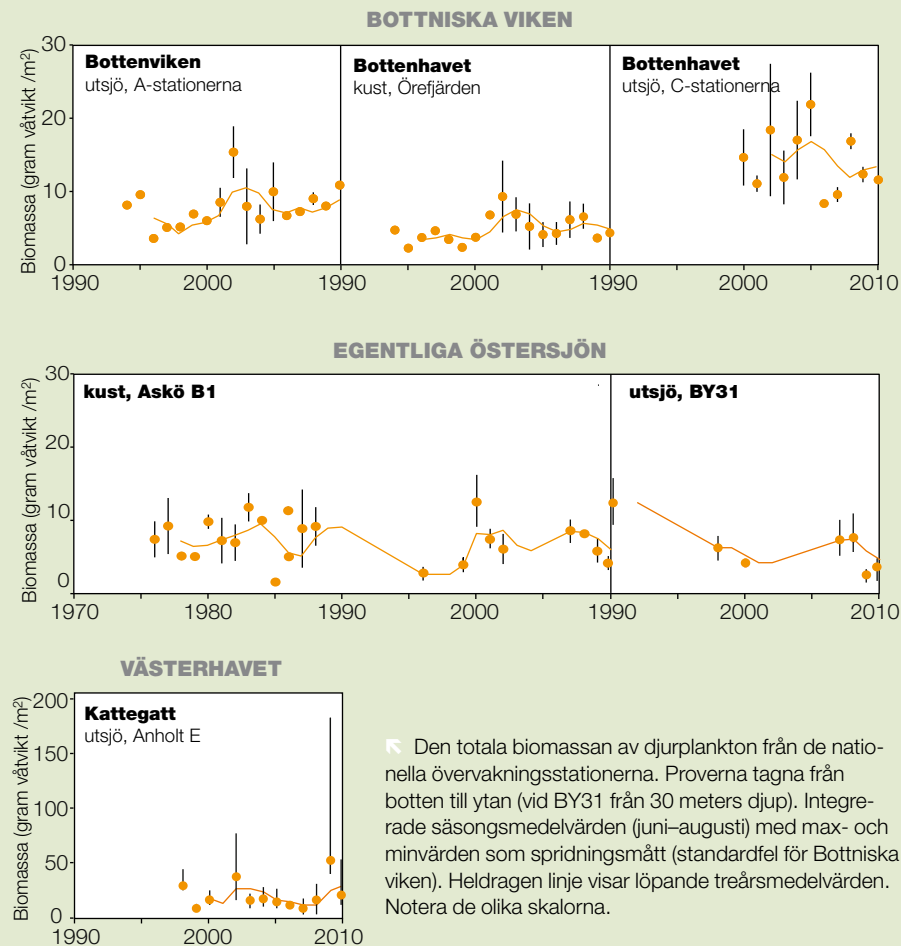 BOTTNISKA VIKEN
Biomassa (gram våtvikt /m²)
30
20
10
0
Bottenviken
utsjö, A-stationerna
Bottenhavet
kust, Örefjärden
Bottenhavet
utsjö, C-stationerna
1990 2000 1990 2000 1990 2000 2010
EGENTLIGA ÖSTERSJÖN
Biomassa (gram våtvikt /m²)
30
20
10
0
kust, Askö B1
utsjö, BY31
1970 1980 1990 2000 1990 2000 2010
VÄSTERHAVET
Biomassa (gram våtvikt /m²)
200
150
100
50
0
Kattegatt
utsjö, Anholt E
1990 2000 2010
Den totala biomassan av djurplankton från de natio-
nella övervakningsstationerna. Proverna tagna från
botten till ytan (vid BY31 från 30 meters djup). Integre-
rade säsongsmedelvärden (juni–augusti) med max- och
minvärden som spridningsmått (standardfel för Bottniska
viken). Heldragen linje visar löpande treårsmedelvärden.
Notera de olika skalorna.